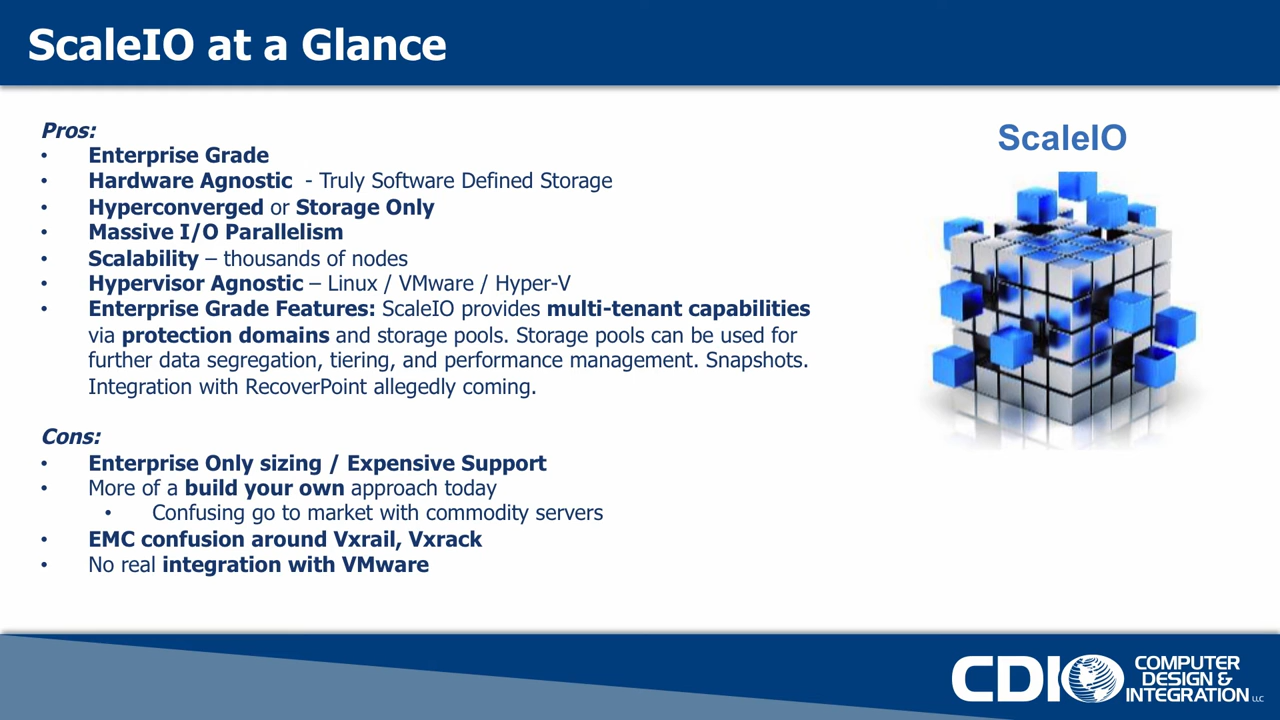 ScaleIO at a Glance
Pros:
• Enterprise Grade
• Hardware Agnostic - Truly Software Defined Storage
• Hyperconverged or Storage Only
• Massive I/O Parallelism
• Scalability – thousands of nodes
• Hypervisor Agnostic – Linux / VMware / Hyper-V
• Enterprise Grade Features: ScaleIO provides multi-tenant capabilities
via protection domains and storage pools. Storage pools can be used for
further data segregation, tiering, and performance management. Snapshots.
Integration with RecoverPoint allegedly coming.
Cons:
• Enterprise Only sizing / Expensive Support
• More of a build your own approach today
• Confusing go to market with commodity servers
• EMC confusion around Vxrail, Vxrack
• No real integration with VMware
ScaleIO
CDI
COMPUTER
DESIGN &
INTEGRATION LLC